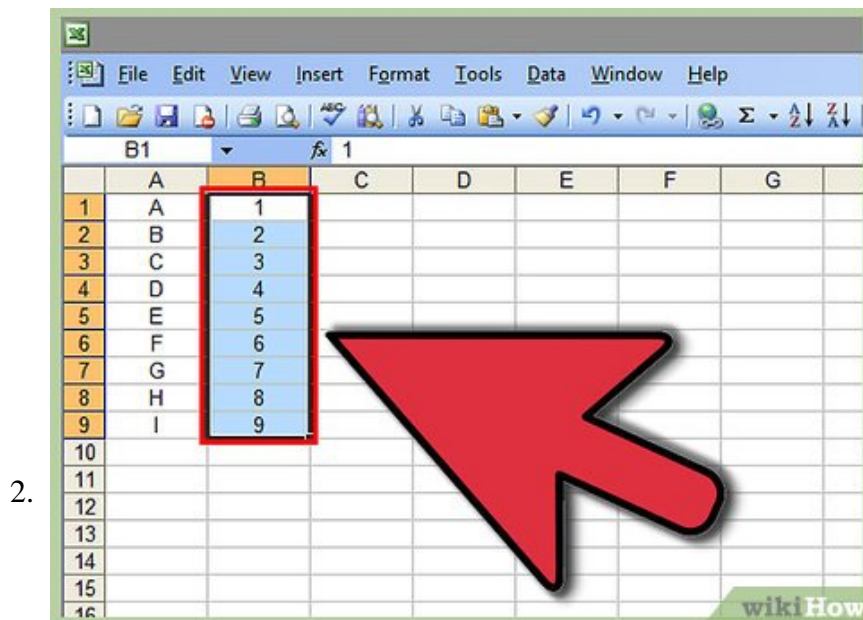 File Edit View Insert Format Tools Data Window Help
B1 fx 1
A B C D E F G
1 A 1
2 B 2
3 C 3
4 D 4
5 E 5
6 F 6
7 G 7
8 H 8
9 I 9
10
11
2.
12
13
14
15
16
wikiHow